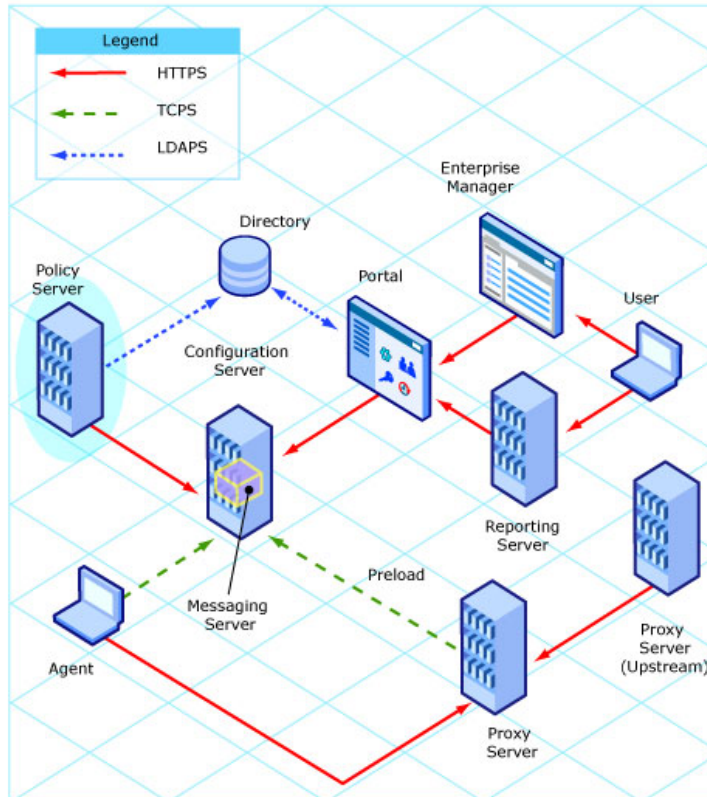 Legend
HTTPS
TCPS
LDAPS
Enterprise
Manager
Directory
Policy
Server
Portal
User
Configuration
Server
Reporting
Server
Preload
Messaging
Server
Proxy
Server
(Upstream)
Agent
Proxy
Server